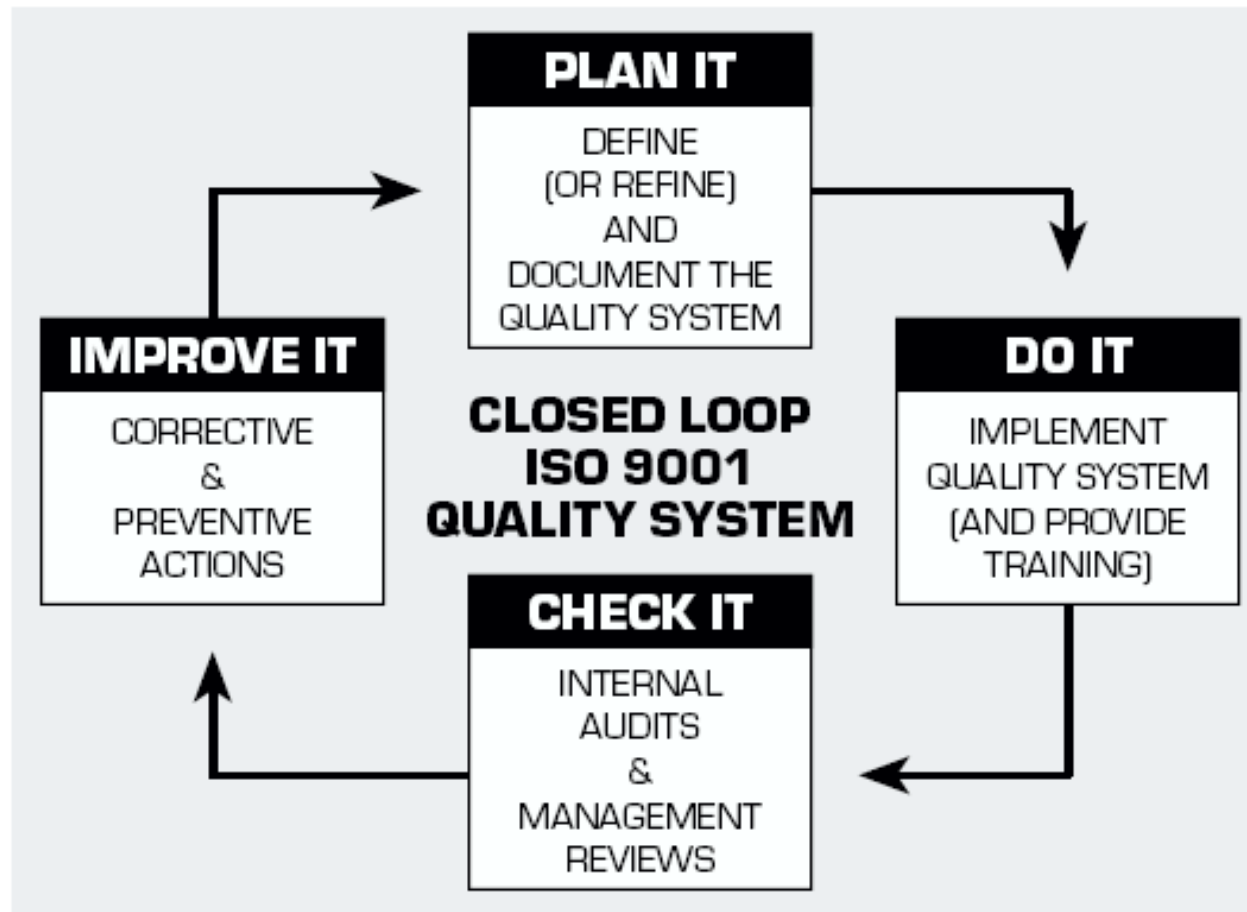 PLAN IT
DEFINE
(OR REFINE)
AND
DOCUMENT THE
QUALITY SYSTEM
DO IT
IMPLEMENT
QUALITY SYSTEM
(AND PROVIDE
TRAINING)
CHECK IT
INTERNAL
AUDITS
&
MANAGEMENT
REVIEWS
IMPROVE IT
CORRECTIVE
&
PREVENTIVE
ACTIONS
CLOSED LOOP
ISO 9001
QUALITY SYSTEM